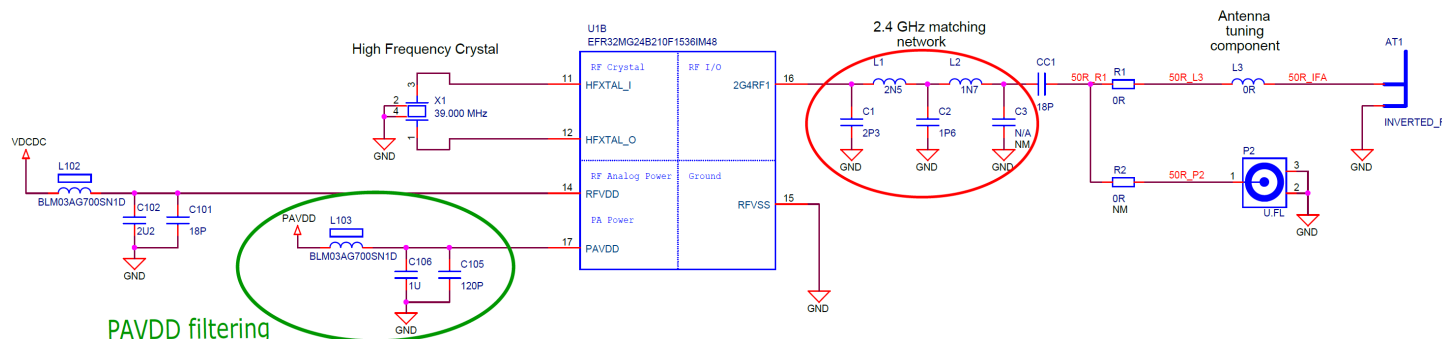 U1B
EFR32MG24B210F1536IM48
High Frequency Crystal
2.4 GHz matching
network
Antenna
tuning
component
AT1
RF Crystal
RF I/O
11
HFXTAL_I
2G4RF1
16
L1
2N5
L2
1N7
CC1
18P
50R_R1
R1
0R
50R_L3
L3
0R
50R_IFA
3
2
4
1
X1
39.000 MHz
GND
C1
2P3
GND
C2
1P6
GND
C3
N/A
NM
GND
INVERTED_F
GND
12
HFXTAL_O
VDCDC
L102
BLM03AG700SN1D
RF Analog Power
Ground
14
RFVDD
RFVSS
15
R2
0R
NM
50R_P2
P2
1
3
2
U.FL
GND
C102
2U2
C101
18P
GND
PAVDD
L103
BLM03AG700SN1D
PA Power
17
PAVDD
C106
1U
C105
120P
GND
GND
PAVDD filtering